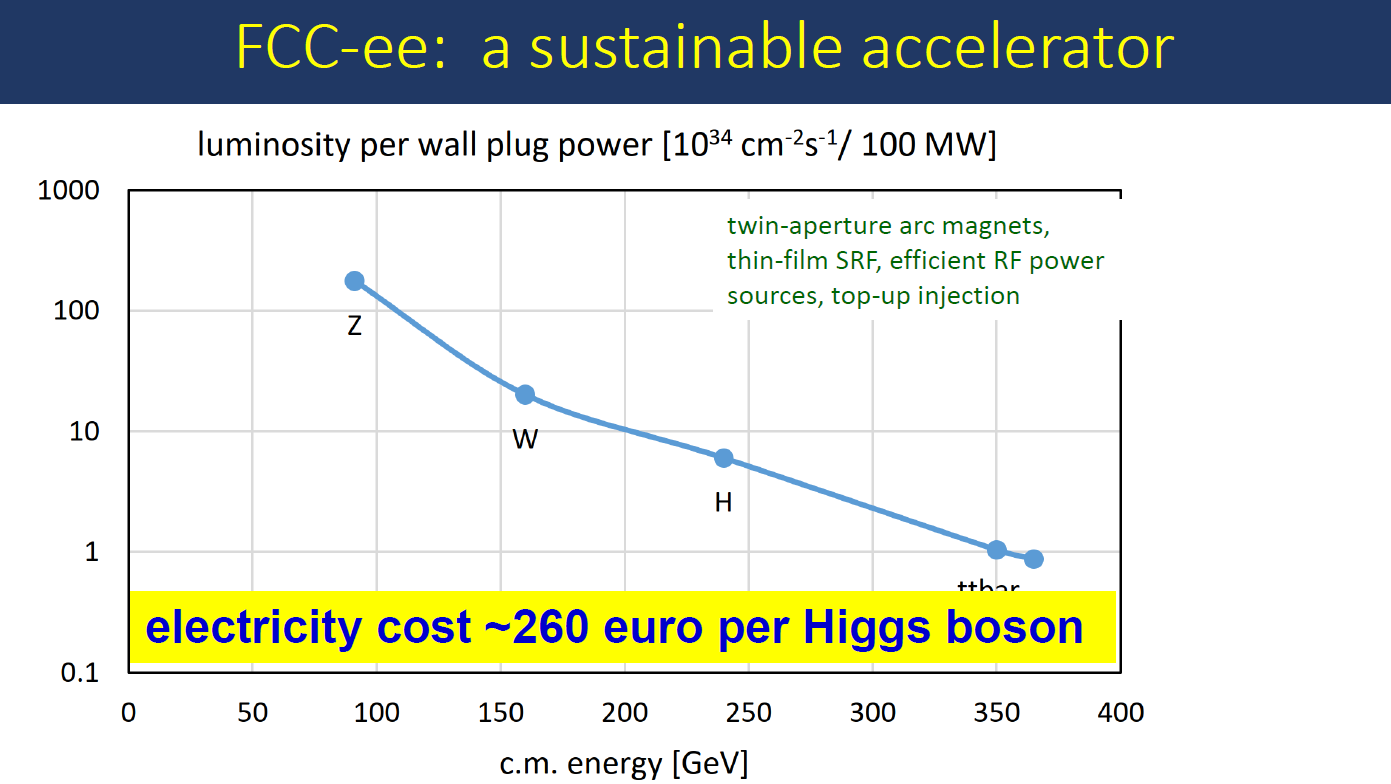 FCC-ee: a sustainable accelerator
luminosity per wall plug power [10³⁴ cm⁻²s⁻¹/ 100 MW]
1000
twin-aperture arc magnets,
thin-film SRF, efficient RF power
sources, top-up injection
100
Z
10
W
H
1
ttbar
electricity cost ~260 euro per Higgs boson
0.1
0 50 100 150 200 250 300 350 400
c.m. energy [GeV]